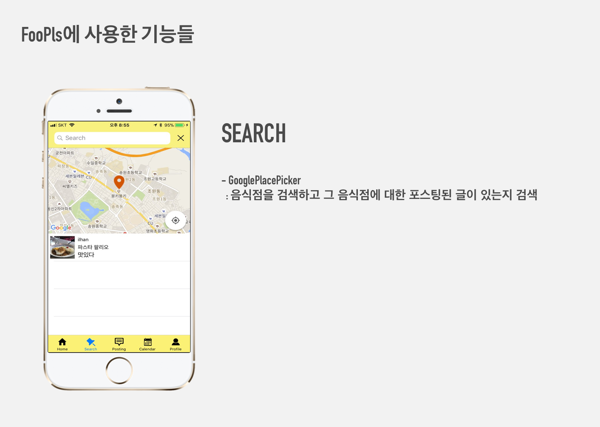 FooPls에 사용한 기능들
SEARCH
- GooglePlacePicker
: 음식점을 검색하고 그 음식점에 대한 포스팅된 글이 있는지 검색
SKT
오후 6:55
85%
Search
Google
ilhan
파스타 팔리오
맛있다
Home
Search
Posting
Calendar
Profile